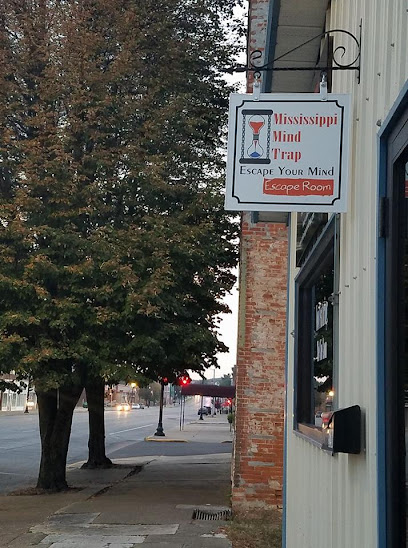 Mississippi
Mind
Trap
Escape Your Mind
Escape Room